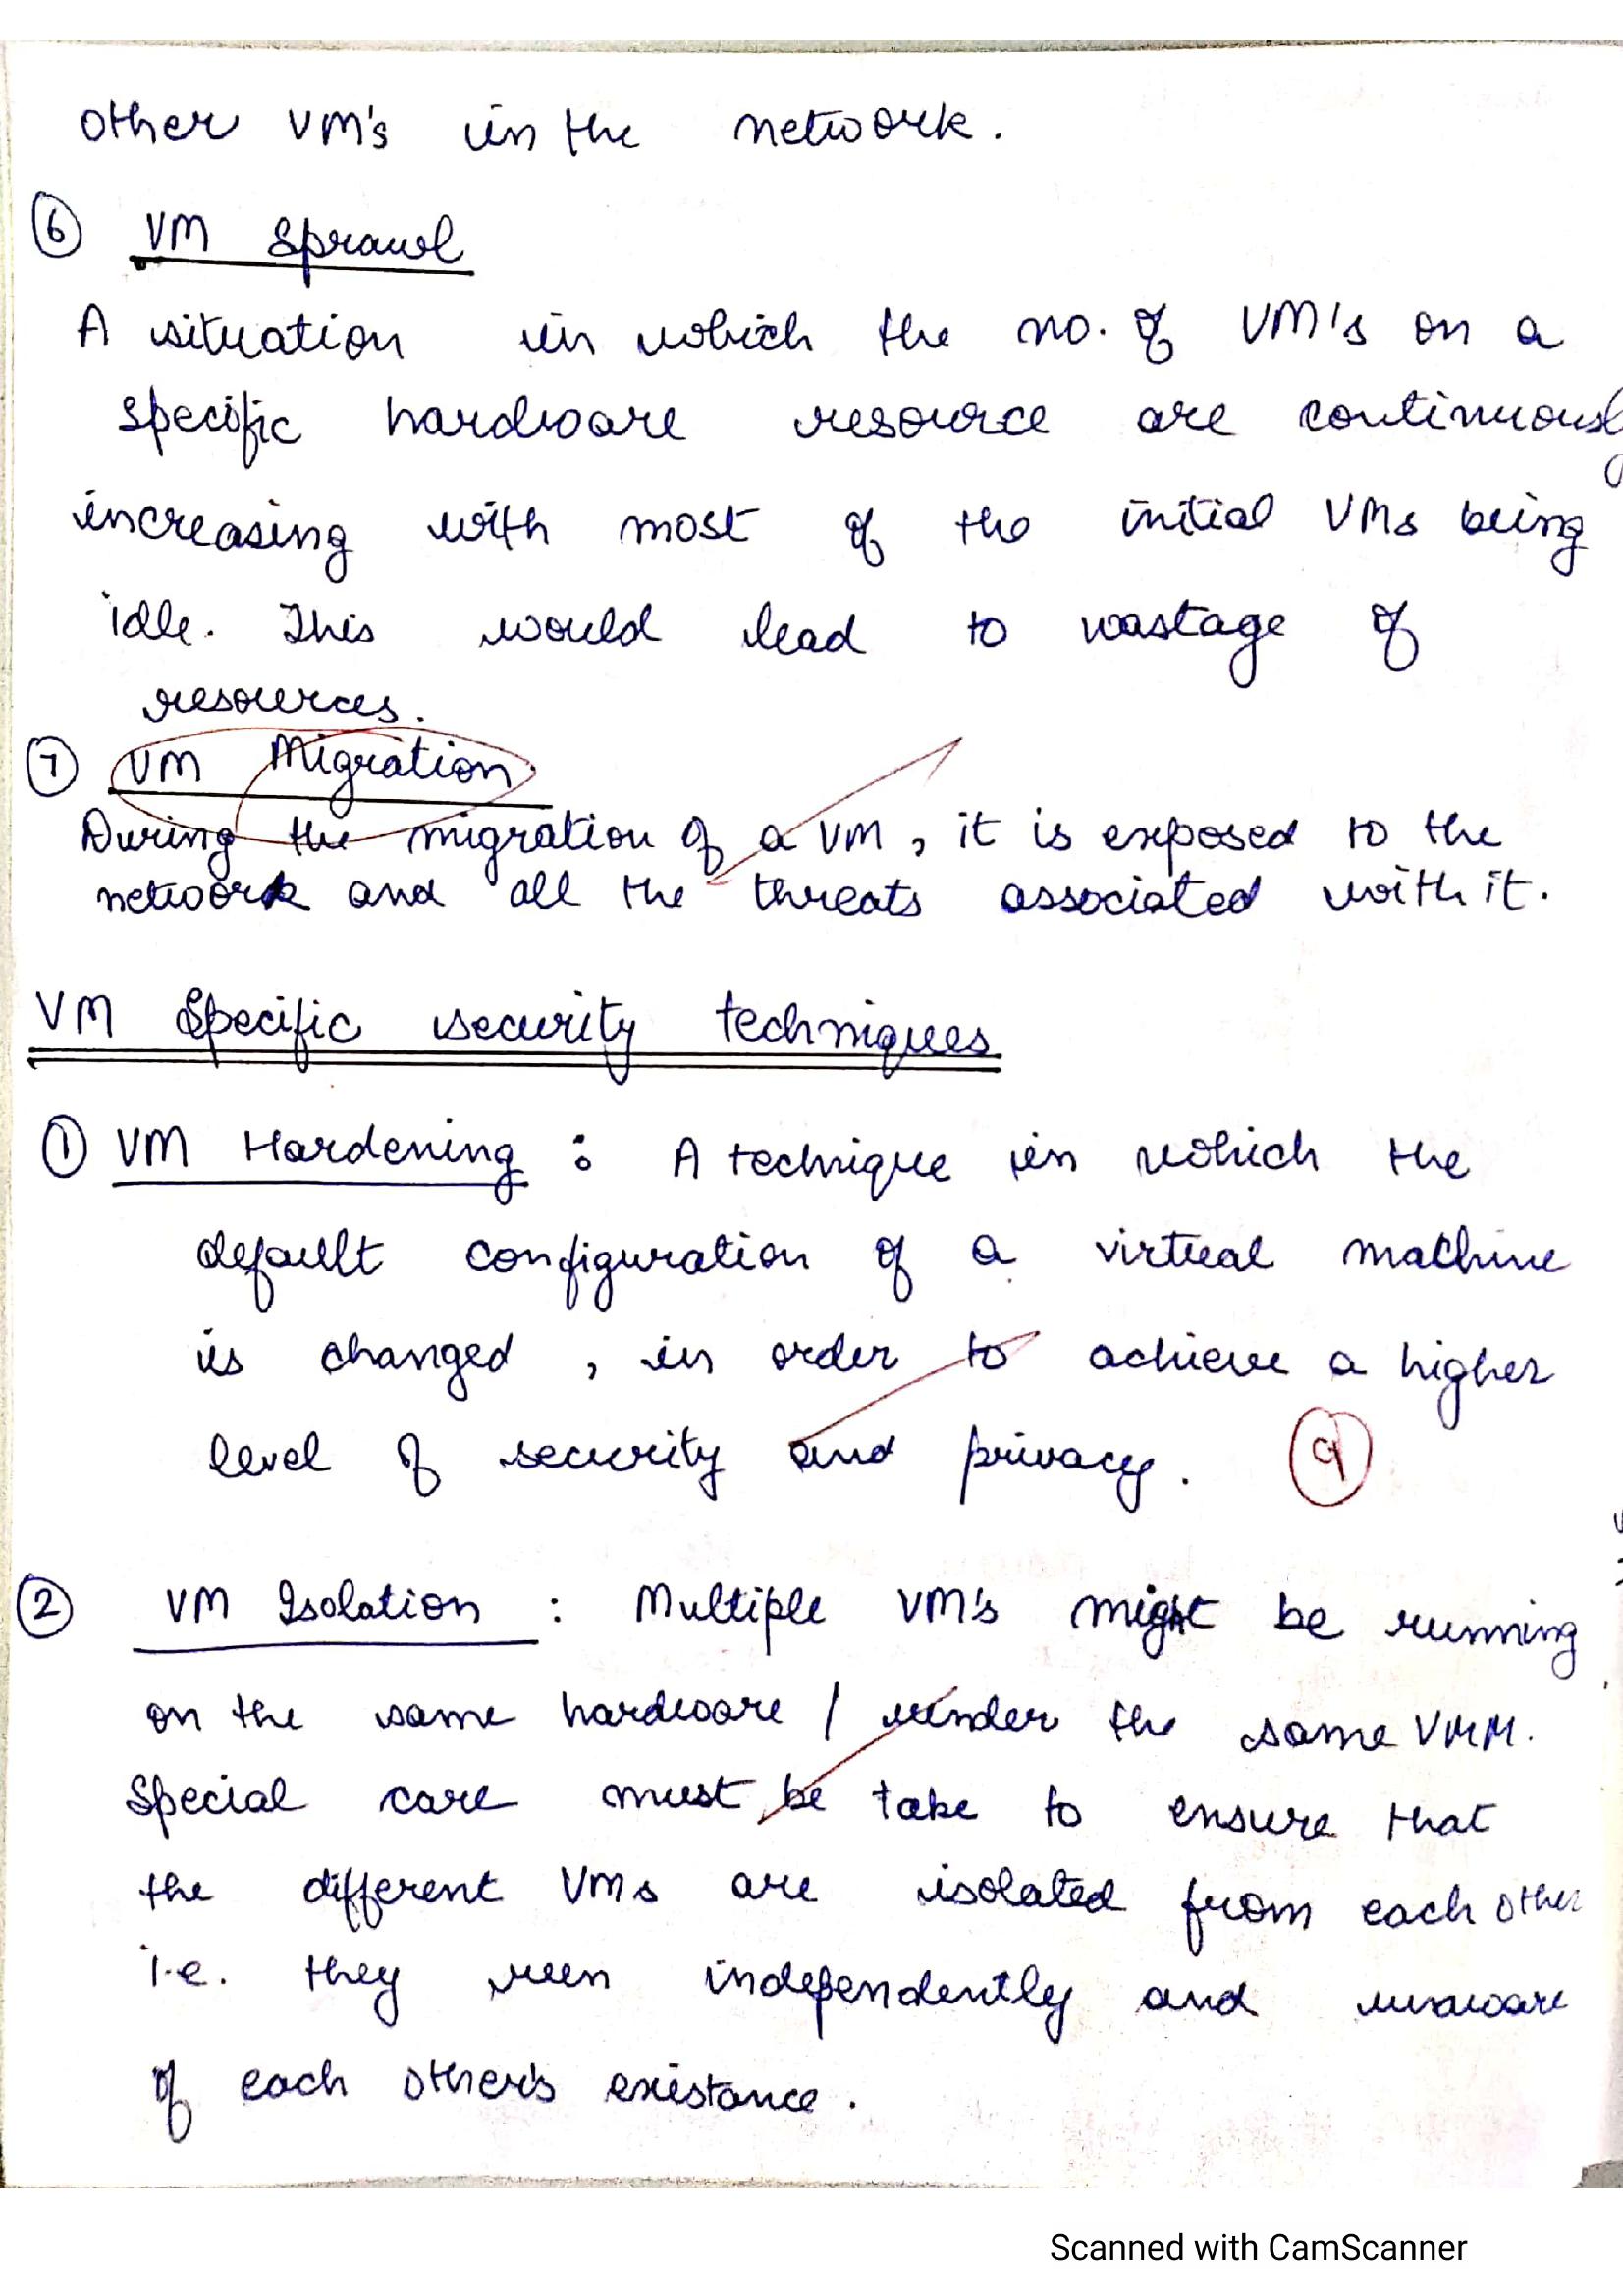 other VM's in the network.
⑥ VM Sprawl
A situation in which the no. of VM's on a
specific hardware resource are continuously
increasing with most of the initial VMs being
idle. This would lead to wastage of
resources.
⑦ VM Migration
During the migration of a VM, it is exposed to the
network and all the threats associated with it.
VM Specific security techniques
① VM Hardening : A technique in which the
default configuration of a virtual machine
is changed, in order to achieve a higher
level of security and privacy. 9
② VM Isolation : Multiple VM's might be running
on the same hardware / under the same VMM.
Special care must be take to ensure that
the different VMs are isolated from each other
i.e. they run independently and unaware
of each other's existance.
Scanned with CamScanner